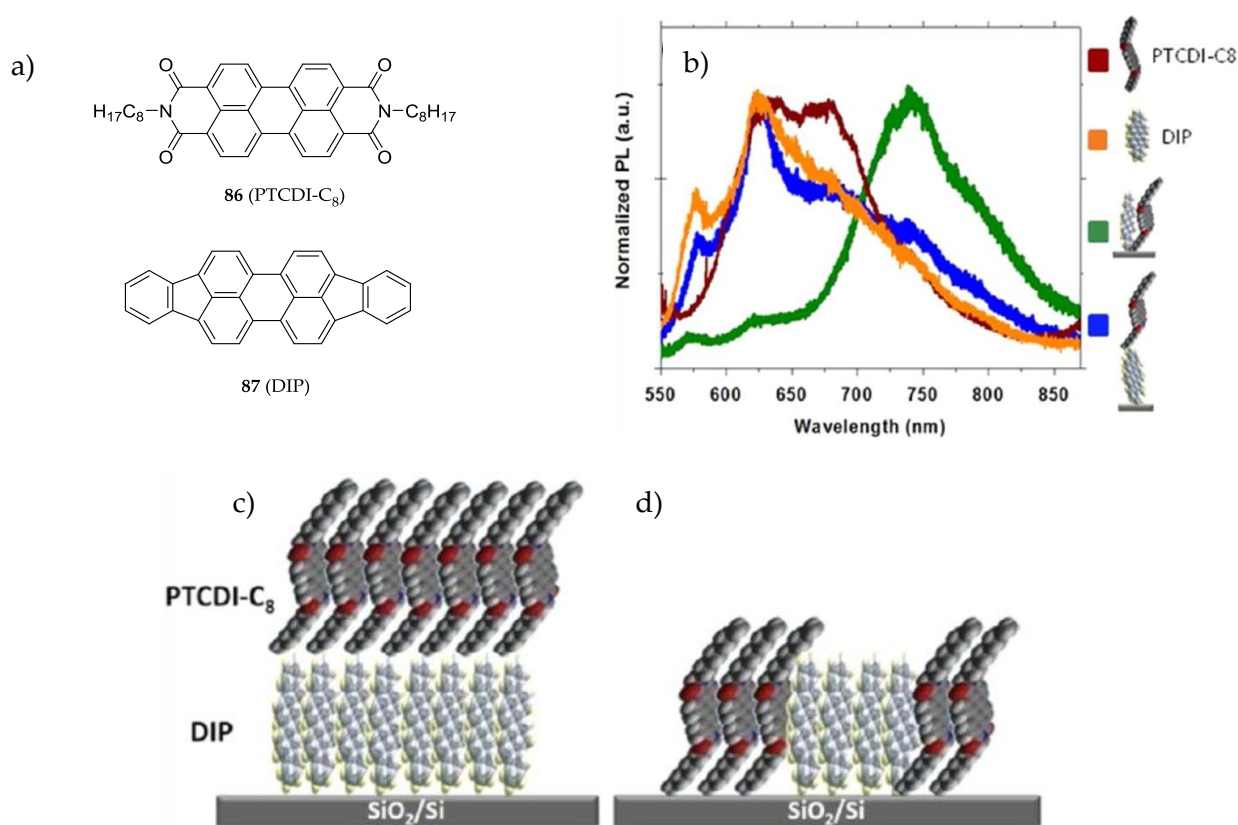 a)
O
O
H17C8-N
N-C8H17
O
O
86 (PTCDI-C8)
87 (DIP)
b)
Normalized PL (a.u.)
550 600 650 700 750 800 850
Wavelength (nm)
PTCDI-C8
DIP
c)
PTCDI-C8
DIP
SiO2/Si
d)
SiO2/Si